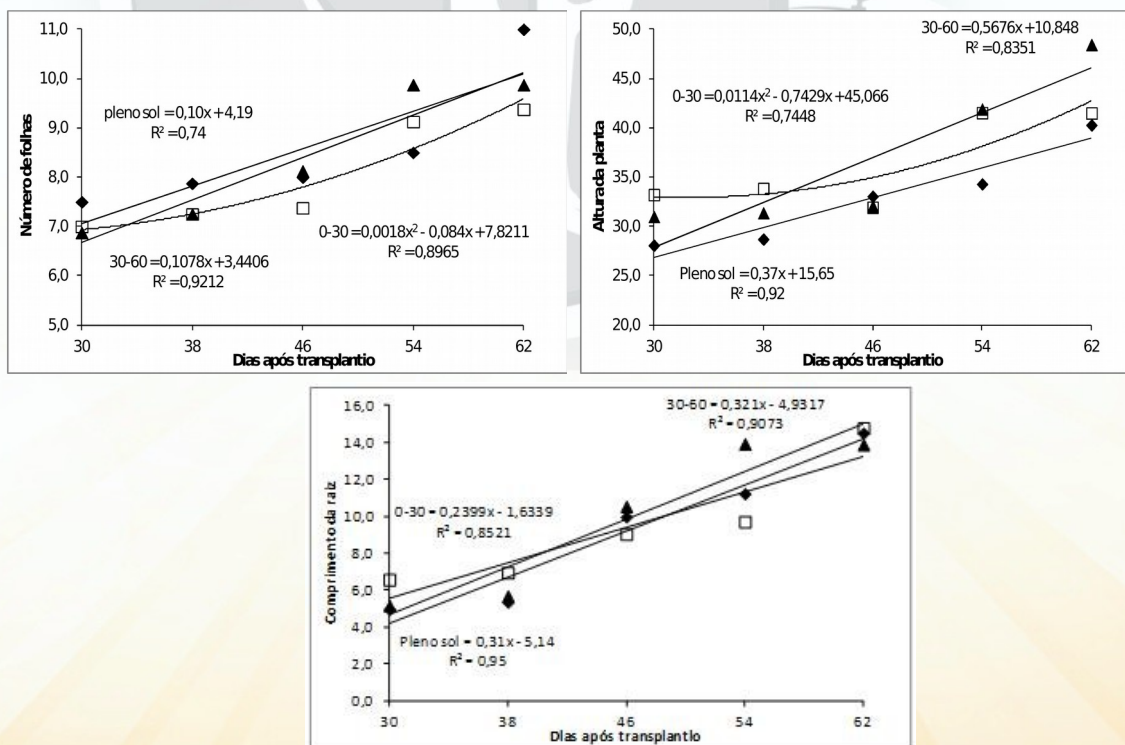 Número de folhas
11,0
10,0
9,0
8,0
7,0
6,0
5,0
pleno sol = 0,10x + 4,19
R² = 0,74
0-30 = 0,0018x² - 0,084x + 7,8211
R² = 0,8965
30-60 = 0,1078x + 3,4406
R² = 0,9212
30 38 46 54 62
Dias após transplantio
Altura da planta
50,0
45,0
40,0
35,0
30,0
25,0
20,0
30-60 = 0,5676x + 10,848
R² = 0,8351
0-30 = 0,0114x² - 0,7429x + 45,066
R² = 0,7448
Pleno sol = 0,37x + 15,65
R² = 0,92
30 38 46 54 62
Dias após transplantio
Comprimento da raiz
16,0
14,0
12,0
10,0
8,0
6,0
4,0
2,0
0,0
30-60 = 0,321x - 4,9317
R² = 0,9073
0-30 = 0,2399x - 1,6339
R² = 0,8521
Pleno sol = 0,31x - 5,14
R² = 0,95
30 38 46 54 62
Dias após transplantio